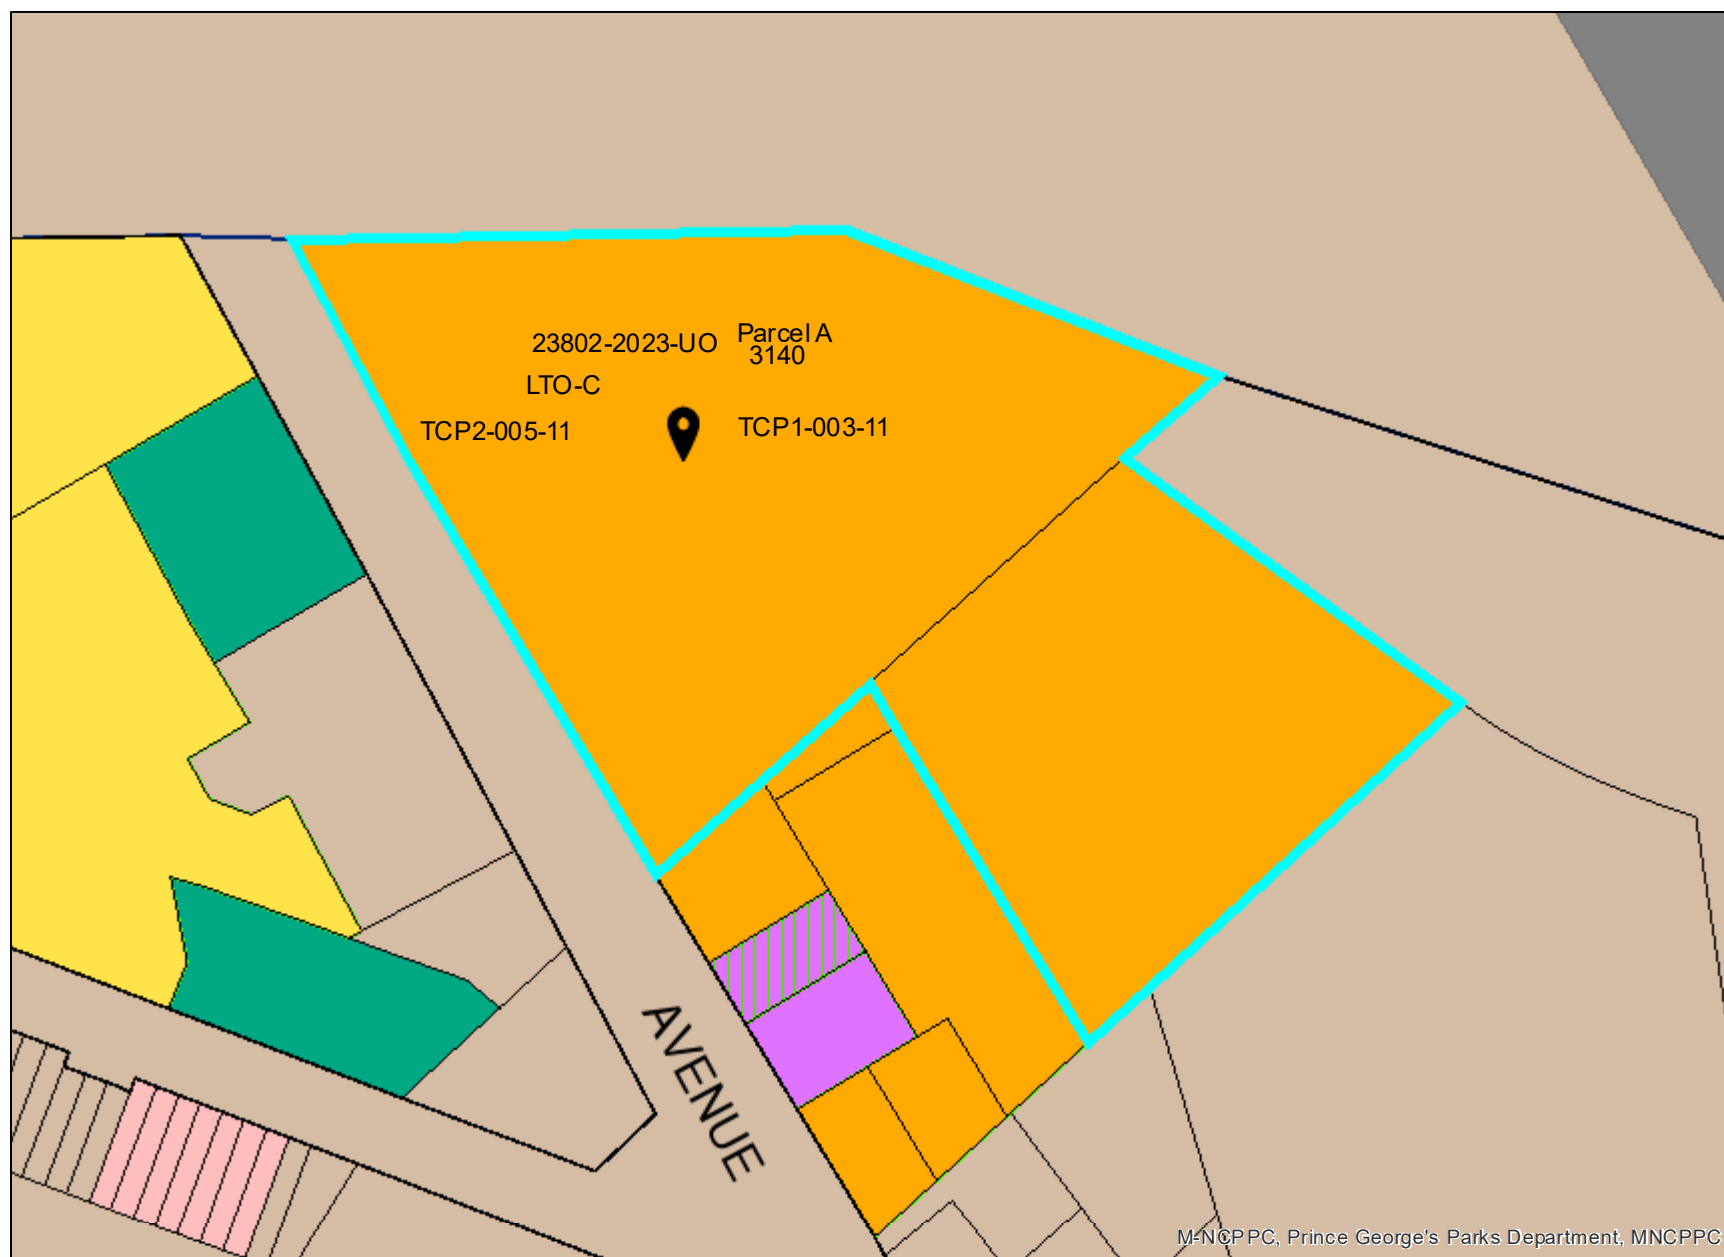 Parcel A
23802-2023-UO
3140
LTO-C
TCP2-005-11
TCP1-003-11
AVENUE
M-NCPPC, Prince George's Parks Department, MNCPPC